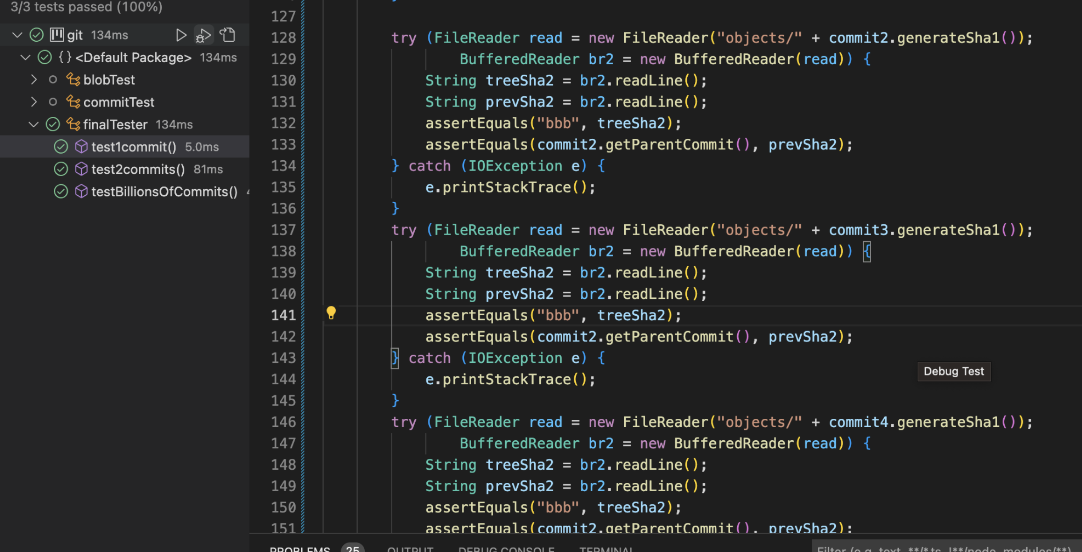 3/3 tests passed (100%)
git 134ms
{} <Default Package> 134ms
blobTest
commitTest
finalTester 134ms
test1commit() 5.0ms
test2commits() 81ms
testBillionsOfCommits()
127
128 try (FileReader read = new FileReader("objects/" + commit2.generateSha1());
129 BufferedReader br2 = new BufferedReader(read)) {
130 String treeSha2 = br2.readLine();
131 String prevSha2 = br2.readLine();
132 assertEquals("bbb", treeSha2);
133 assertEquals(commit2.getParentCommit(), prevSha2);
134 } catch (IOException e) {
135 e.printStackTrace();
136 }
137 try (FileReader read = new FileReader("objects/" + commit3.generateSha1());
138 BufferedReader br2 = new BufferedReader(read)) {
139 String treeSha2 = br2.readLine();
140 String prevSha2 = br2.readLine();
141 assertEquals("bbb", treeSha2);
142 assertEquals(commit2.getParentCommit(), prevSha2);
143 } catch (IOException e) {
144 e.printStackTrace();
Debug Test
145 }
146 try (FileReader read = new FileReader("objects/" + commit4.generateSha1());
147 BufferedReader br2 = new BufferedReader(read)) {
148 String treeSha2 = br2.readLine();
149 String prevSha2 = br2.readLine();
150 assertEquals("bbb", treeSha2);
151 assertEquals(commit2.getParentCommit(), prevSha2);
PROBLEMS 25 OUTPUT DEBUG CONSOLE TERMINAL